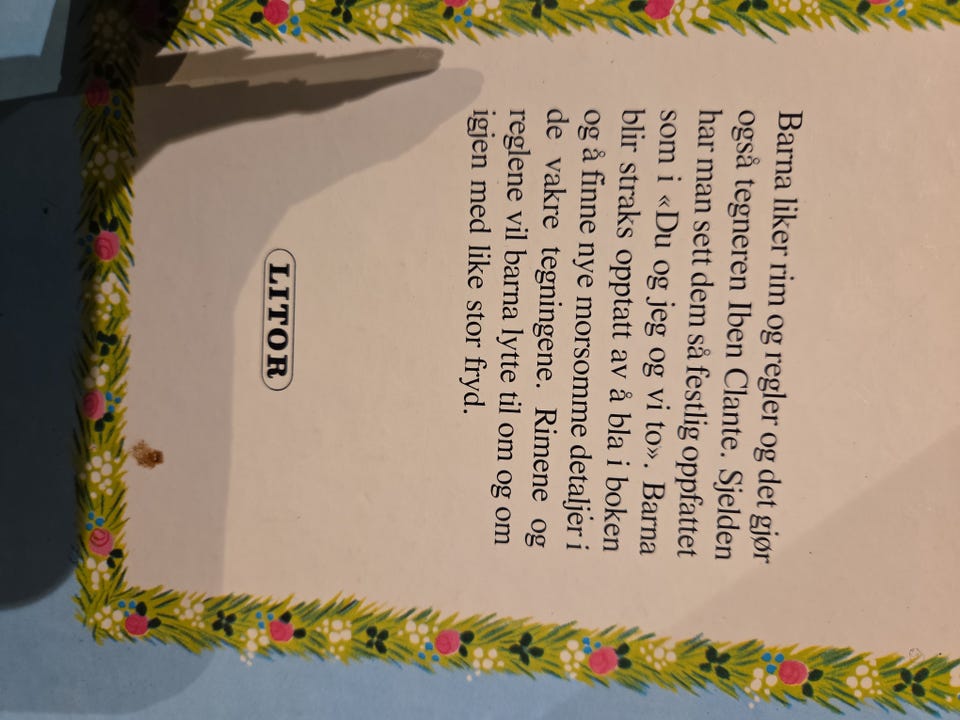 Barna liker rim og regler og det gjør
også tegneren Iben Clante. Sjelden
har man sett dem så festlig oppfattet
som i «Du og jeg og vi to». Barna
blir straks opptatt av å bla i boken
og å finne nye morsomme detaljer i
de vakre tegningene. Rimene og
reglene vil barna lytte til om og om
igjen med like stor fryd.
LITOR